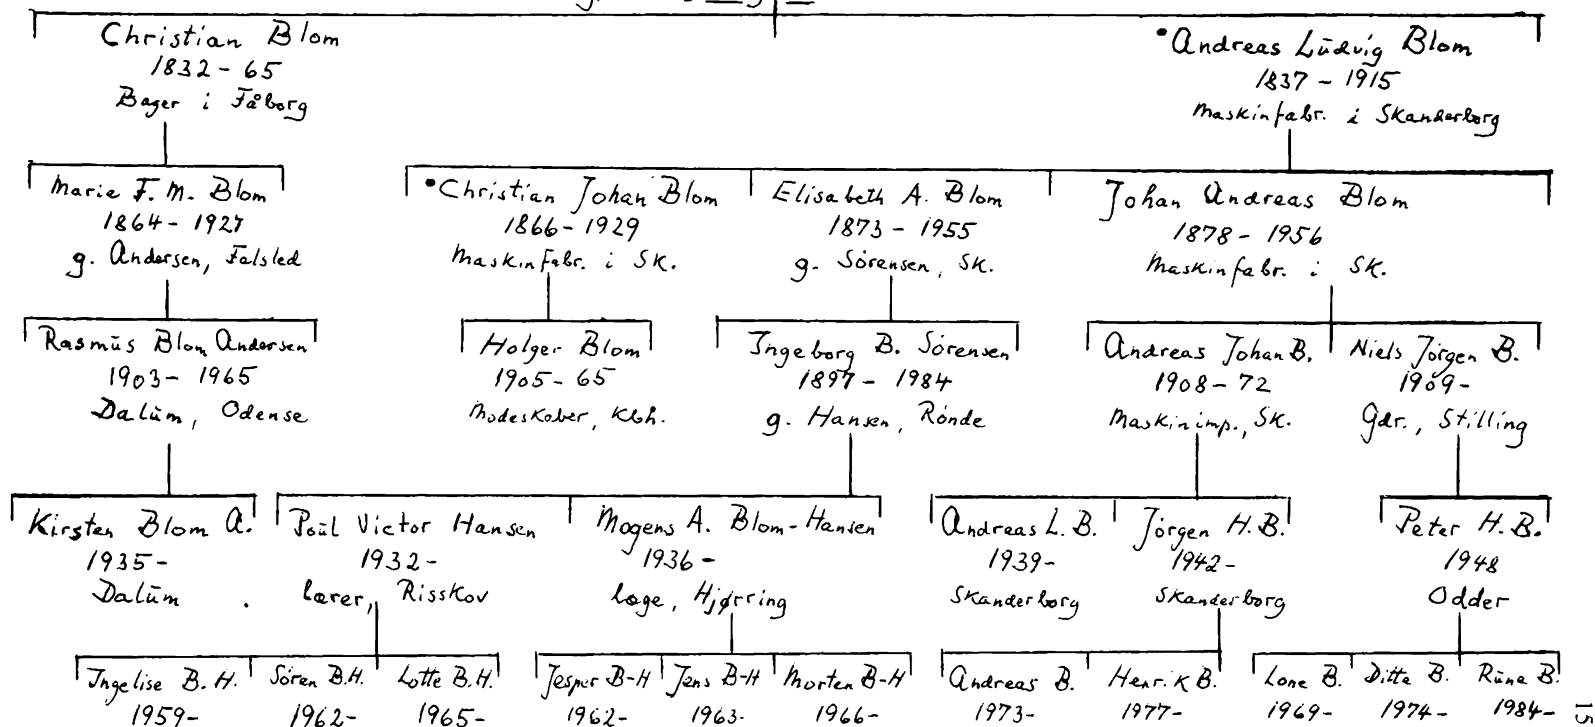 Christian Blom
1832 - 65
Bager i Fåborg
• Andreas Ludvig Blom
1837 - 1915
Maskinfabr. i Skanderborg
Marie F. M. Blom
1864 - 1927
g. Andersen, Falsled
• Christian Johan Blom
1866 - 1929
Maskinfabr. i Sk.
Elisabeth A. Blom
1873 - 1955
g. Sörensen, Sk.
Johan Andreas Blom
1878 - 1956
Maskinfabr. i Sk.
Rasmus Blom Andersen
1903 - 1965
Dalum, Odense
Holger Blom
1905 - 65
Modeskaber, Kbh.
Ingeborg B. Sörensen
1897 - 1984
g. Hansen, Rönde
Andreas Johan B.
1908 - 72
Maskinimp., Sk.
Niels Jörgen B.
1909 -
Gdr., Stilling
Kirsten Blom A.
1935 -
Dalum
Poul Victor Hansen
1932 -
lærer, Risskov
Mogens A. Blom-Hansen
1936 -
læge, Hjørring
Andreas L. B.
1939 -
Skanderborg
Jörgen H. B.
1942 -
Skanderborg
Peter H. B.
1948
Odder
Ingelise B. H.
1959 -
Sören B.H.
1962 -
Lotte B.H.
1965 -
Jesper B-H
1962 -
Jens B-H
1963 -
Morten B-H
1966 -
Andreas B.
1973 -
Henrik B.
1977 -
Lone B.
1969 -
Ditte B.
1974 -
Rune B.
1984 -
15